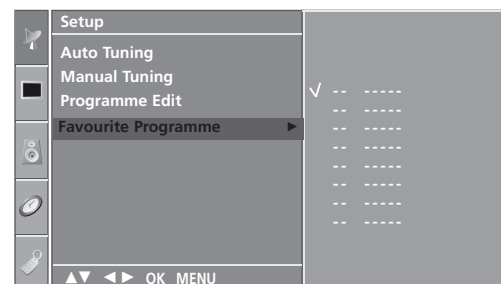 Setup
Auto Tuning
Manual Tuning
Programme Edit
Favourite Programme ►
√ -- -----
-- -----
-- -----
-- -----
-- -----
-- -----
-- -----
-- -----
▲▼ ◄► OK MENU